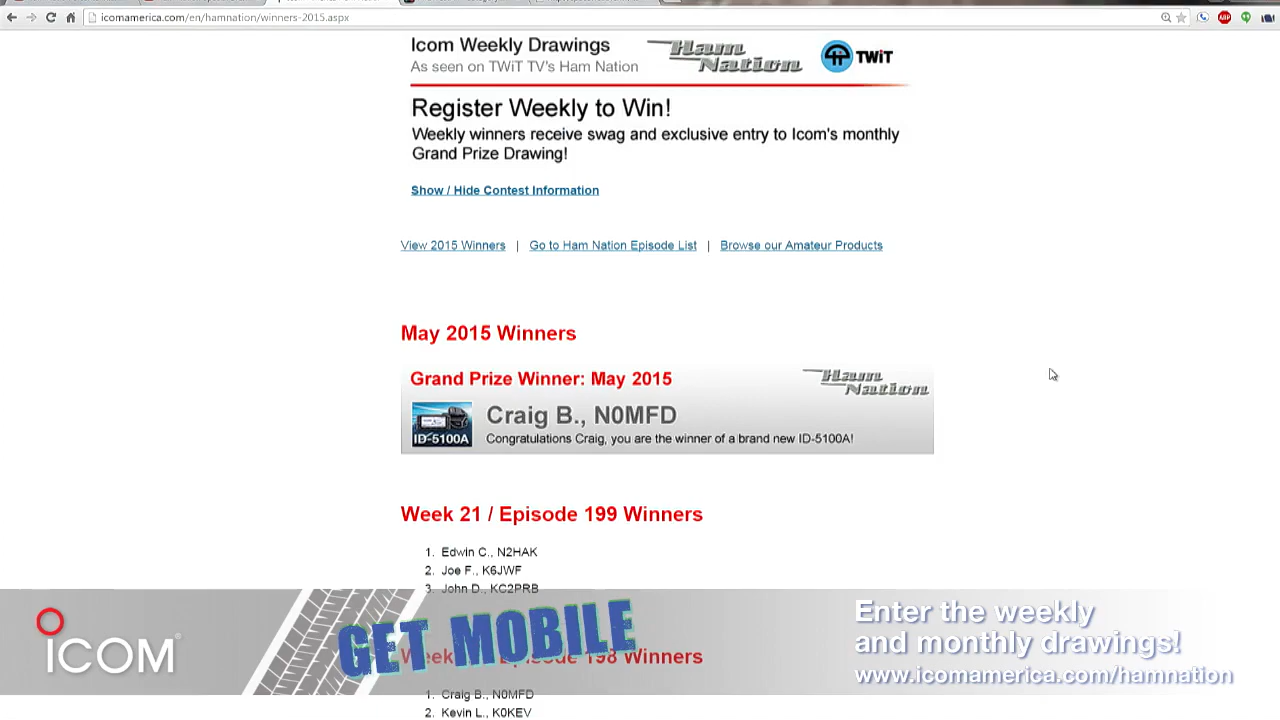 icomamerica.com/en/hamnation/winners-2015.aspx
ABP
Icom Weekly Drawings
As seen on TWiT TV's Ham Nation
Ham Nation
TWiT
Register Weekly to Win!
Weekly winners receive swag and exclusive entry to Icom's monthly
Grand Prize Drawing!
Show / Hide Contest Information
View 2015 Winners | Go to Ham Nation Episode List | Browse our Amateur Products
May 2015 Winners
Grand Prize Winner: May 2015
Ham Nation
Craig B., N0MFD
ID-5100A
Congratulations Craig, you are the winner of a brand new ID-5100A!
Week 21 / Episode 199 Winners
1. Edwin C., N2HAK
2. Joe F., K6JWF
3. John D., KC2PRB
Week Episode 198 Winners
ICOM®
GET MOBILE
Enter the weekly
and monthly drawings!
www.icomamerica.com/hamnation
1. Craig B., N0MFD
2. Kevin L., K0KEV